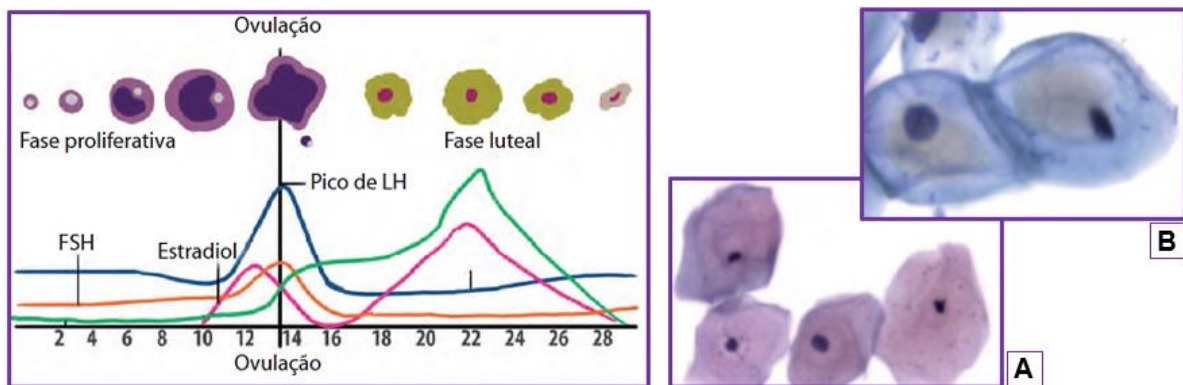 Ovulação
Fase proliferativa
Fase luteal
Pico de LH
FSH
Estradiol
2 4 6 8 10 12 14 16 18 20 22 24 26 28
Ovulação
B
A